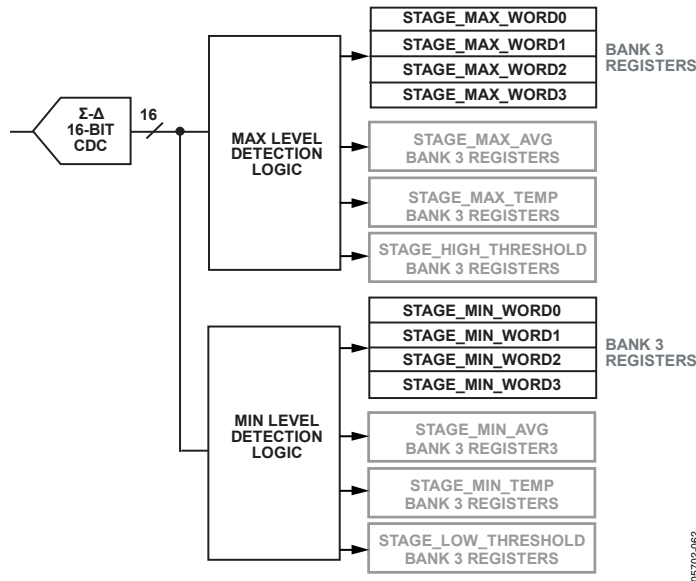 Σ-Δ
16-BIT
CDC
16
MAX LEVEL
DETECTION
LOGIC
STAGE_MAX_WORD0
STAGE_MAX_WORD1
STAGE_MAX_WORD2
STAGE_MAX_WORD3
BANK 3
REGISTERS
STAGE_MAX_AVG
BANK 3 REGISTERS
STAGE_MAX_TEMP
BANK 3 REGISTERS
STAGE_HIGH_THRESHOLD
BANK 3 REGISTERS
MIN LEVEL
DETECTION
LOGIC
STAGE_MIN_WORD0
STAGE_MIN_WORD1
STAGE_MIN_WORD2
STAGE_MIN_WORD3
BANK 3
REGISTERS
STAGE_MIN_AVG
BANK 3 REGISTER3
STAGE_MIN_TEMP
BANK 3 REGISTERS
STAGE_LOW_THRESHOLD
BANK 3 REGISTERS